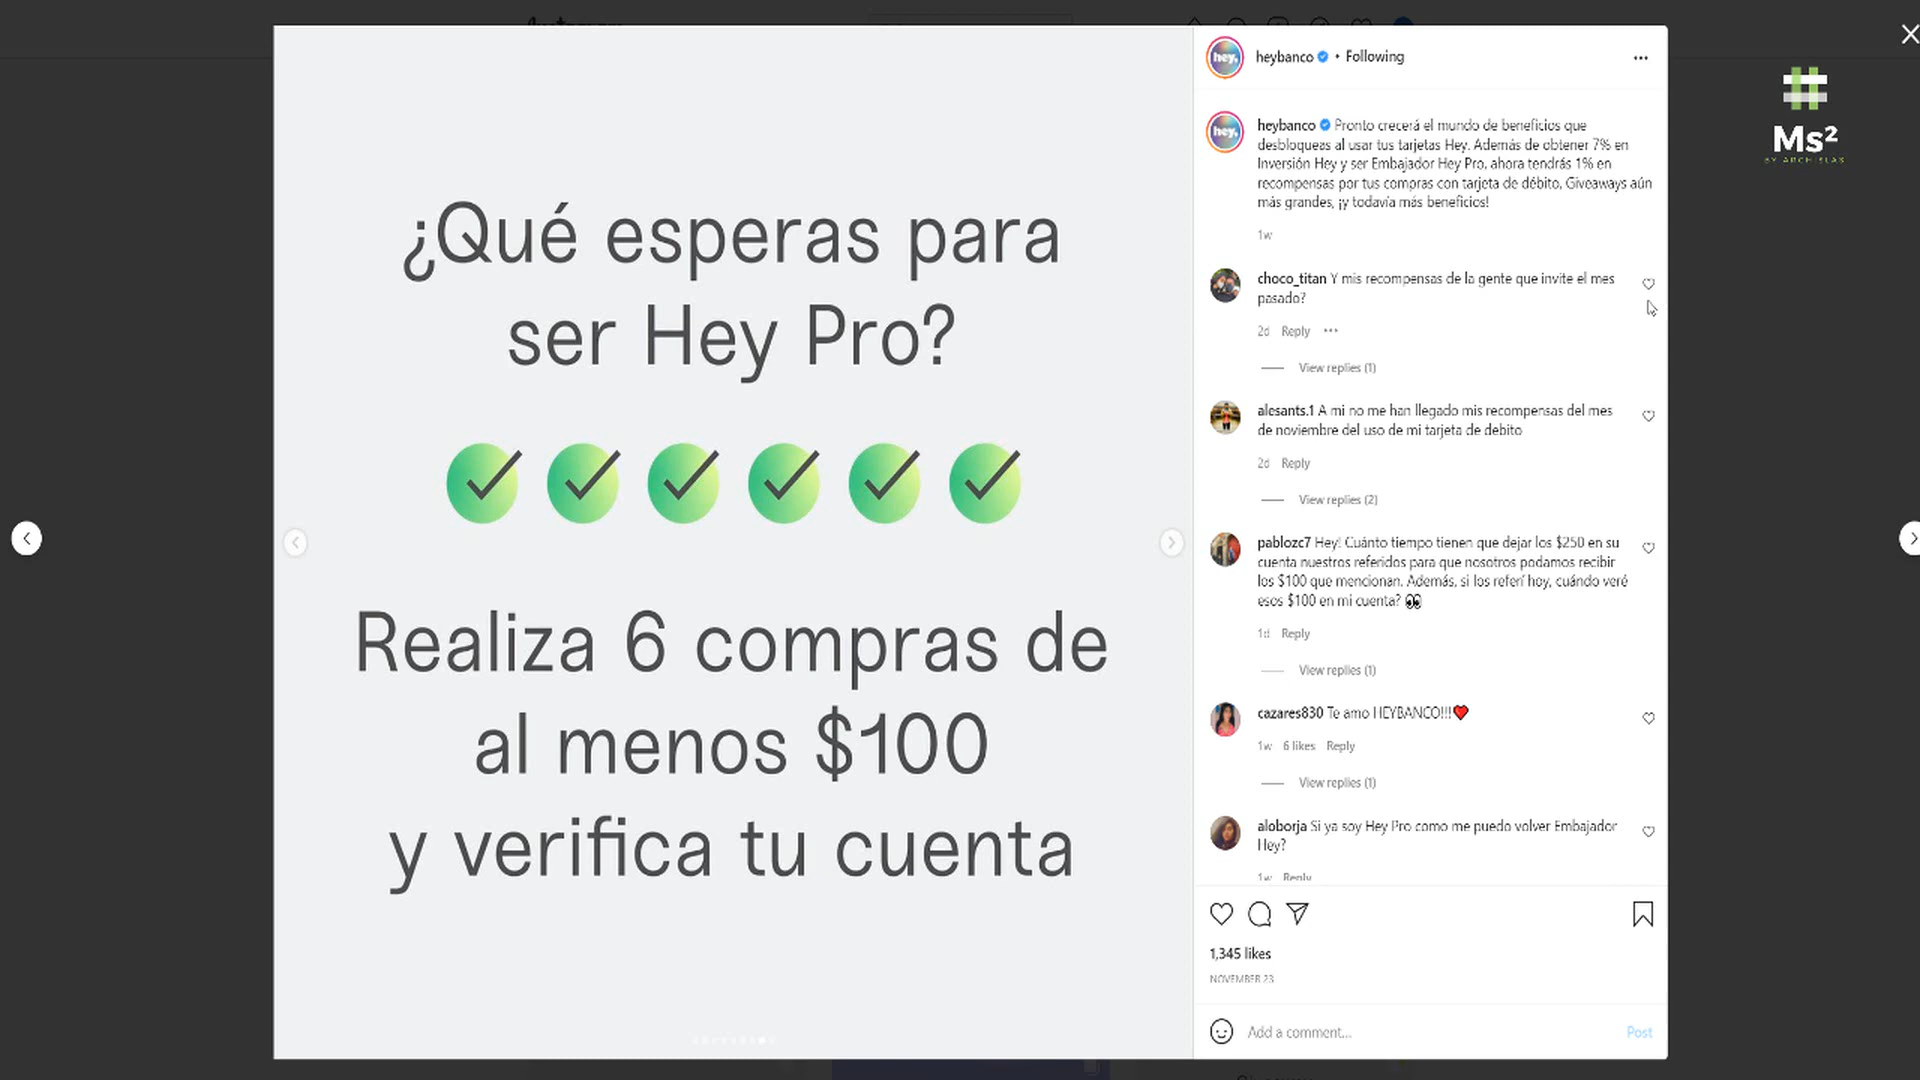 ¿Qué esperas para
ser Hey Pro?
Realiza 6 compras de
al menos $100
y verifica tu cuenta
hey,
heybanco • Following
hey,
heybanco Pronto crecerá el mundo de beneficios que
desbloqueas al usar tus tarjetas Hey. Además de obtener 7% en
Inversión Hey y ser Embajador Hey Pro, ahora tendrás 1% en
recompensas por tus compras con tarjeta de débito, Giveaways aún
más grandes, ¡y todavía más beneficios!
1w
choco_titan Y mis recompensas de la gente que invite el mes
pasado?
2d Reply
View replies (1)
alesants.1 A mi no me han llegado mis recompensas del mes
de noviembre del uso de mi tarjeta de debito
2d Reply
View replies (2)
pablozc7 Hey! Cuánto tiempo tienen que dejar los $250 en su
cuenta nuestros referidos para que nosotros podamos recibir
los $100 que mencionan. Además, si los referí hoy, cuándo veré
esos $100 en mi cuenta? 👀
1d Reply
View replies (1)
cazares830 Te amo HEYBANCO!!!❤️
1w 6 likes Reply
View replies (1)
aloborja Si ya soy Hey Pro como me puedo volver Embajador
Hey?
1w Reply
1,345 likes
NOVEMBER 23
Add a comment... Post
Ms²
BY ARCHISLAS